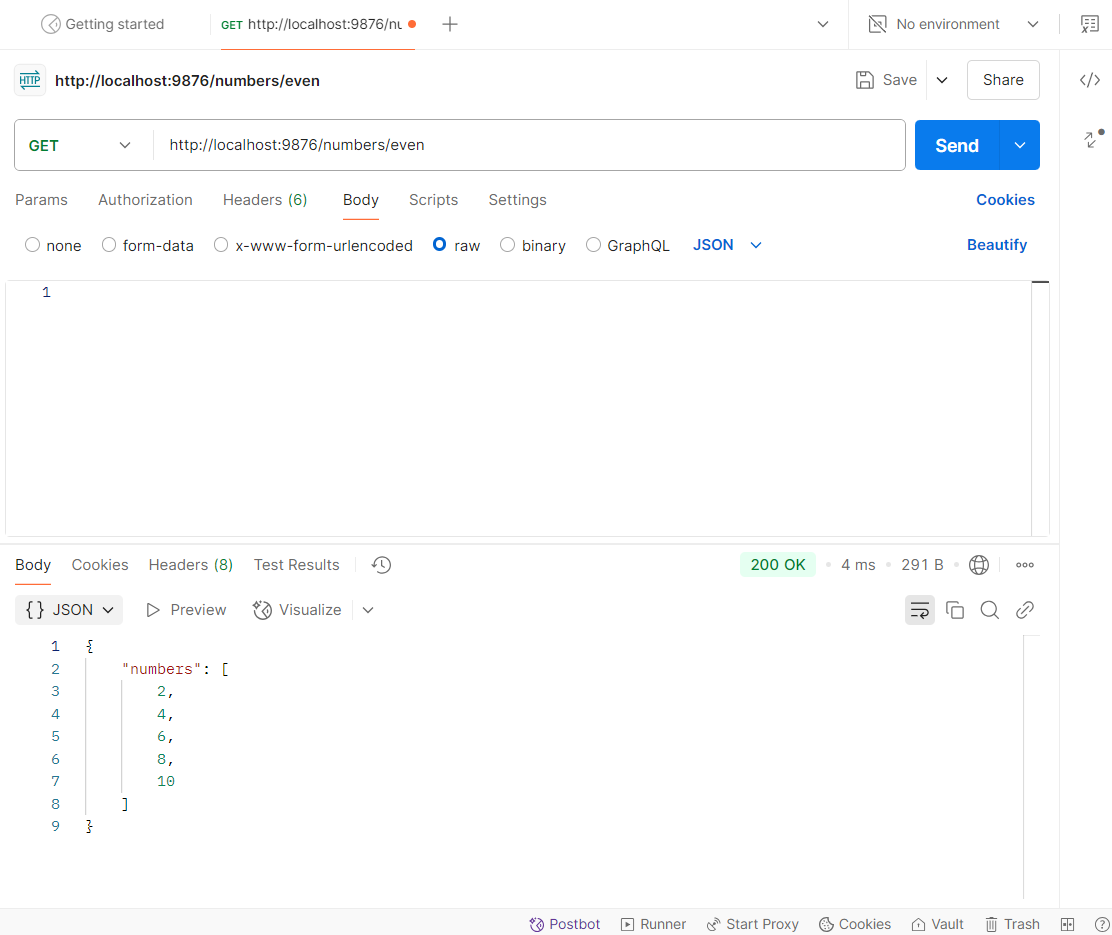 Getting started GET http://localhost:9876/nu No environment
HTTP http://localhost:9876/numbers/even Save Share
GET http://localhost:9876/numbers/even Send
Params Authorization Headers (6) Body Scripts Settings Cookies
none form-data x-www-form-urlencoded raw binary GraphQL JSON Beautify
1
Body Cookies Headers (8) Test Results 200 OK • 4 ms • 291 B •
{} JSON Preview Visualize
1 {
2 "numbers": [
3 2,
4 4,
5 6,
6 8,
7 10
8 ]
9 }
Postbot Runner Start Proxy Cookies Vault Trash